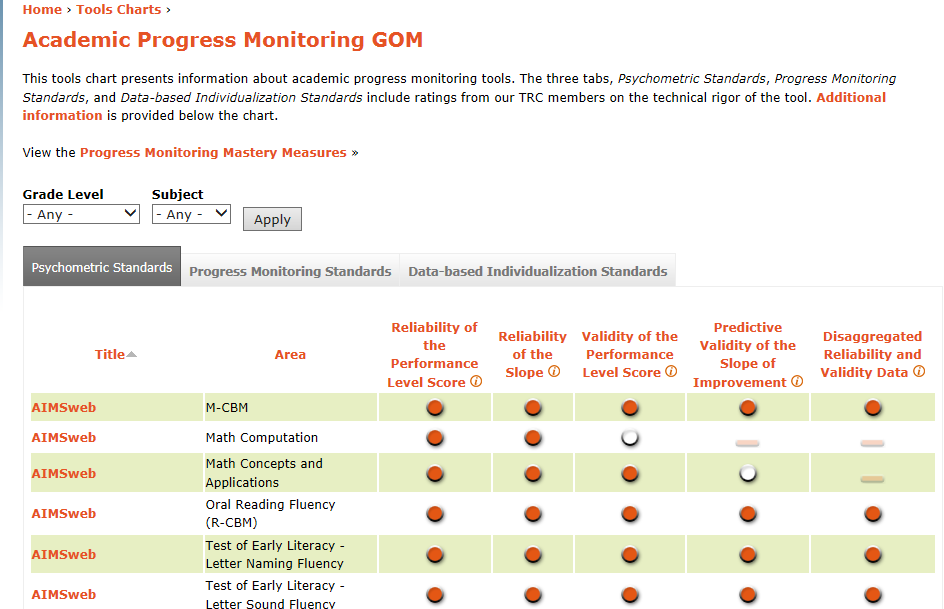 Home › Tools Charts ›
Academic Progress Monitoring GOM
This tools chart presents information about academic progress monitoring tools. The three tabs, Psychometric Standards, Progress Monitoring
Standards, and Data-based Individualization Standards include ratings from our TRC members on the technical rigor of the tool. Additional
information is provided below the chart.
View the Progress Monitoring Mastery Measures »
Grade Level Subject
- Any - - Any - Apply
Psychometric Standards Progress Monitoring Standards Data-based Individualization Standards
Title
Area
Reliability of
the
Performance
Level Score
Reliability
of the
Slope
Validity of the
Performance
Level Score
Predictive
Validity of the
Slope of
Improvement
Disaggregated
Reliability and
Validity Data
AIMSweb M-CBM
AIMSweb Math Computation
AIMSweb Math Concepts and
Applications
AIMSweb Oral Reading Fluency
(R-CBM)
AIMSweb Test of Early Literacy -
Letter Naming Fluency
AIMSweb Test of Early Literacy -
Letter Sound Fluency